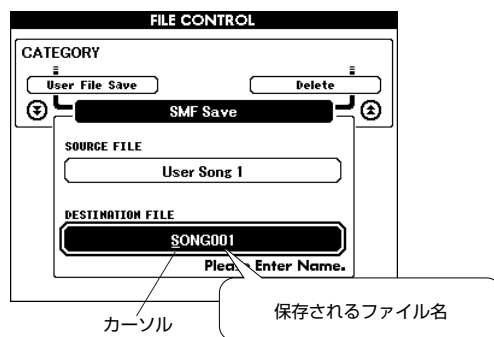 FILE CONTROL
CATEGORY
User File Save
Delete
SMF Save
SOURCE FILE
User Song 1
DESTINATION FILE
SONG001
Please Enter Name.
カーソル
保存されるファイル名